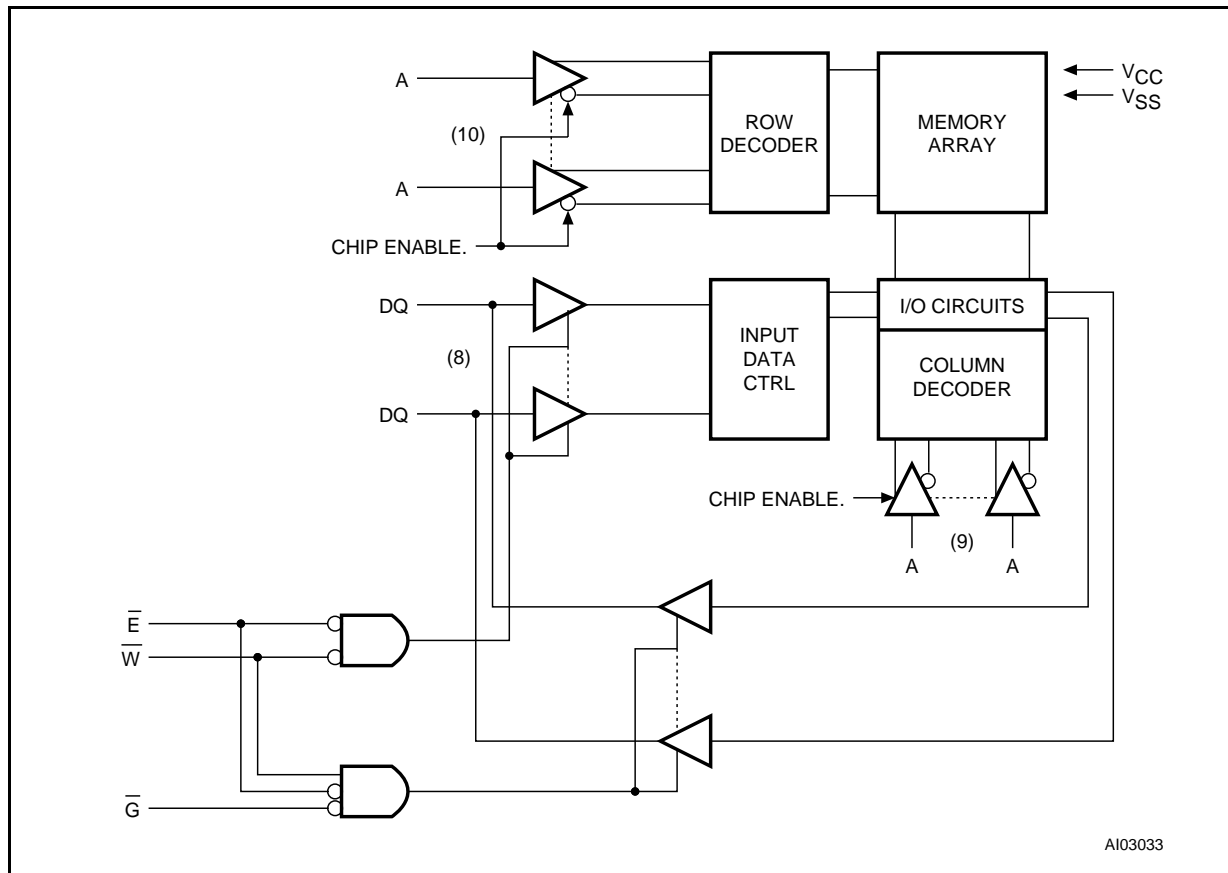 A
V_CC
V_SS
(10)
ROW
DECODER
MEMORY
ARRAY
A
CHIP ENABLE.
DQ
(8)
DQ
INPUT
DATA
CTRL
I/O CIRCUITS
COLUMN
DECODER
CHIP ENABLE.
(9)
A
A
E̅
W̅
G̅
AI03033